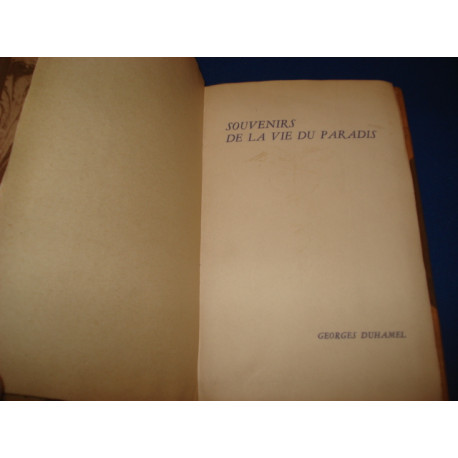 SOUVENIRS
DE LA VIE DU PARADIS
GEORGES DUHAMEL